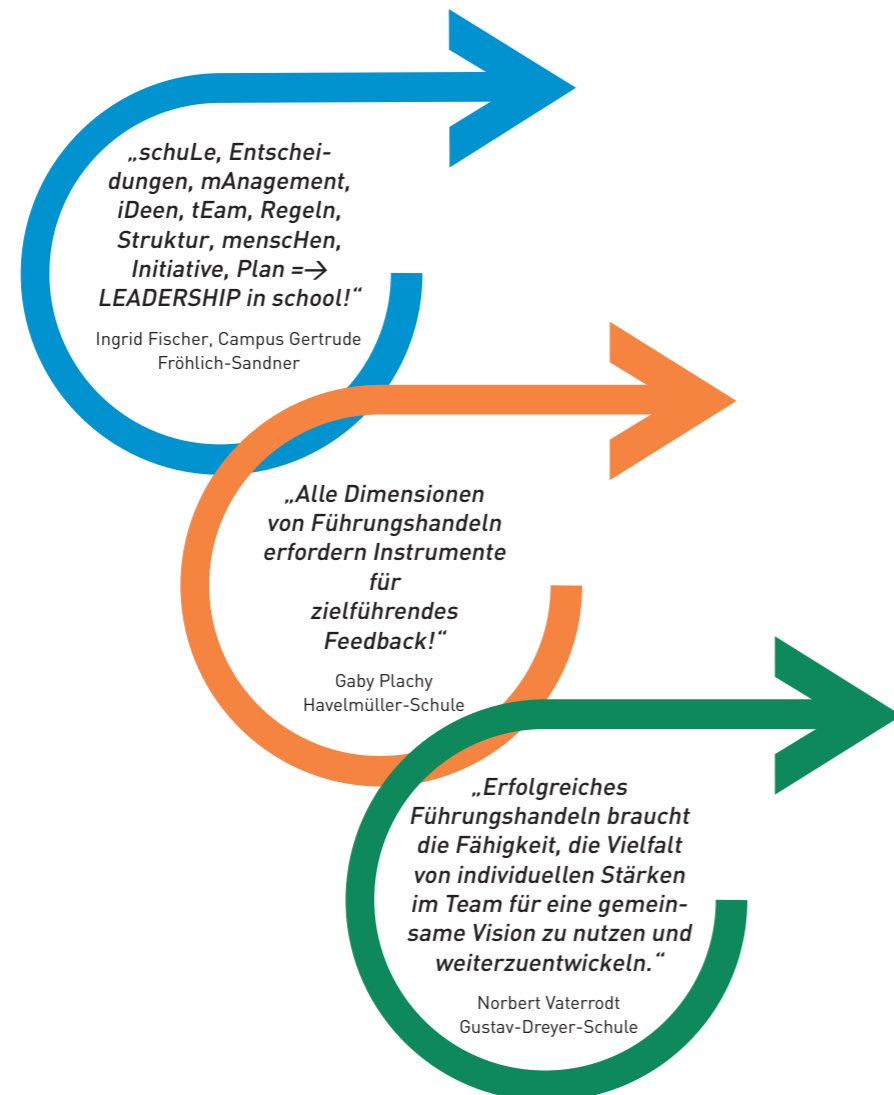 „schuLe, Entschei-
dungen, mAnagement,
iDeen, tEam, Regeln,
Struktur, menscHen,
Initiative, Plan =->
LEADERSHIP in school!“
Ingrid Fischer, Campus Gertrude
Fröhlich-Sandner
„Alle Dimensionen
von Führungshandeln
erfordern Instrumente
für
zielführendes
Feedback!“
Gaby Plachy
Havelmüller-Schule
„Erfolgreiches
Führungshandeln braucht
die Fähigkeit, die Vielfalt
von individuellen Stärken
im Team für eine gemein-
same Vision zu nutzen und
weiterzuentwickeln.“
Norbert Vaterrodt
Gustav-Dreyer-Schule